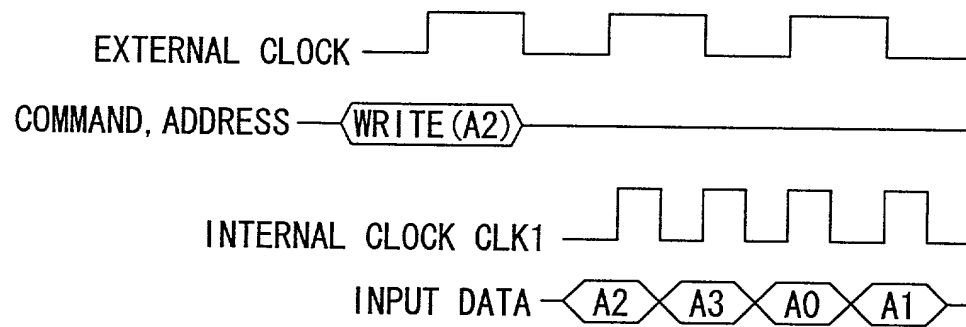 EXTERNAL CLOCK
COMMAND, ADDRESS WRITE(A2)
INTERNAL CLOCK CLK1
INPUT DATA A2 A3 A0 A1